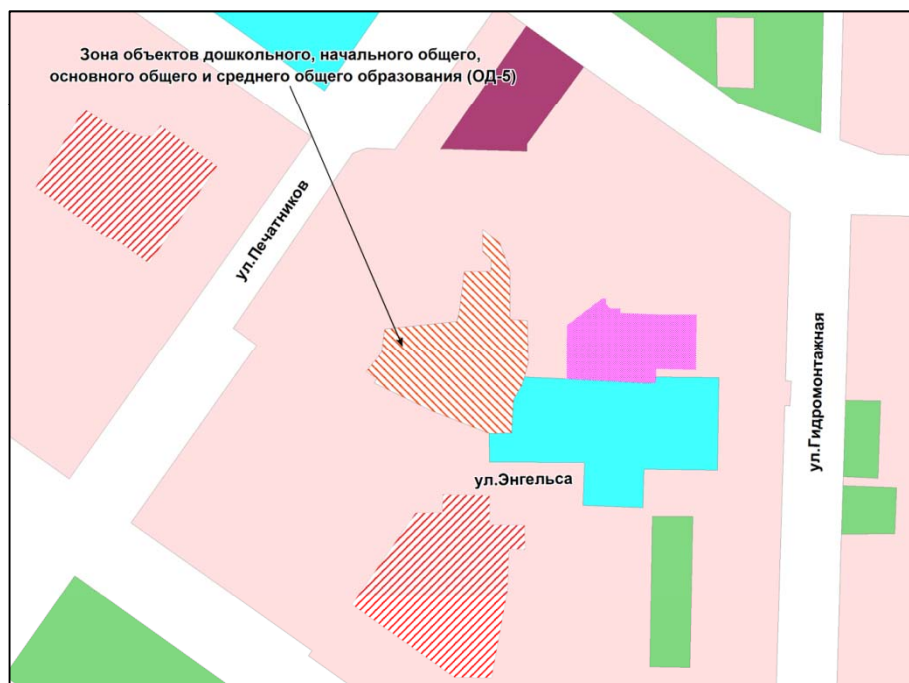 Зона объектов дошкольного, начального общего,
основного общего и среднего общего образования (ОД-5)
ул.Печатников
ул.Гидромонтажная
ул.Энгельса